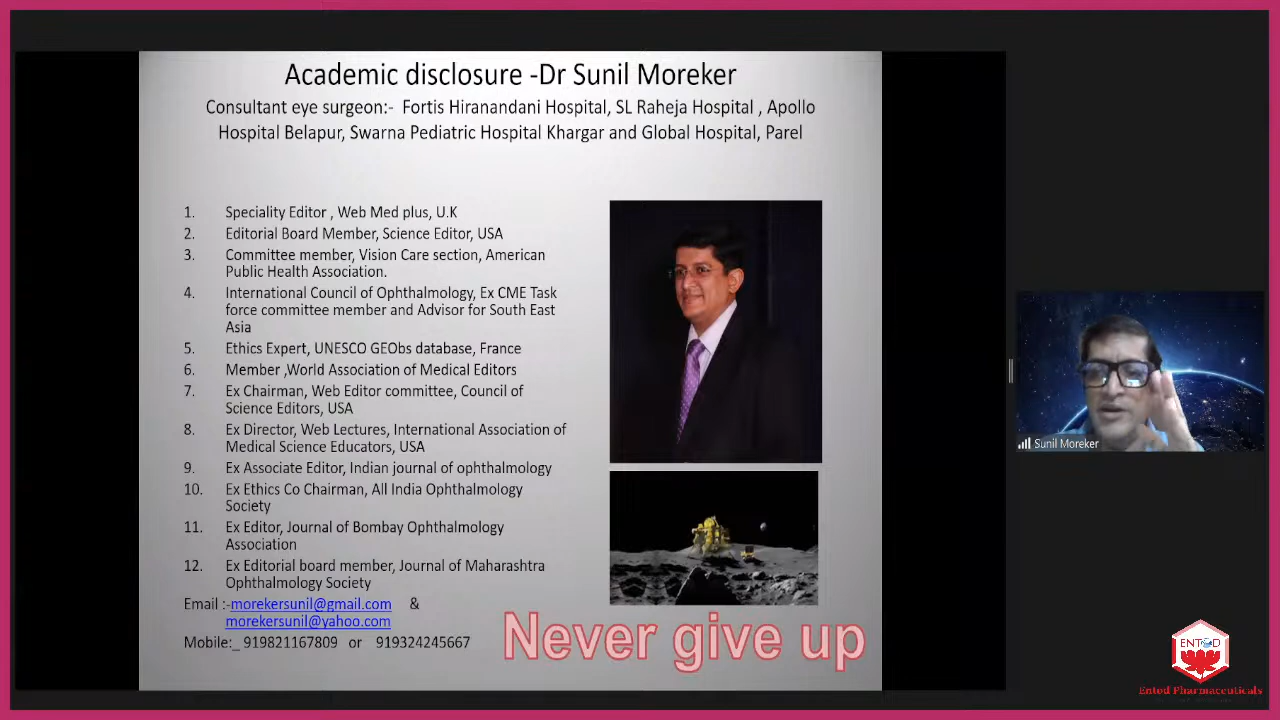 Academic disclosure -Dr Sunil Moreker
Consultant eye surgeon:- Fortis Hiranandani Hospital, SL Raheja Hospital , Apollo
Hospital Belapur, Swarna Pediatric Hospital Khargar and Global Hospital, Parel
1. Speciality Editor , Web Med plus, U.K
2. Editorial Board Member, Science Editor, USA
3. Committee member, Vision Care section, American
Public Health Association.
4. International Council of Ophthalmology, Ex CME Task
force committee member and Advisor for South East
Asia
5. Ethics Expert, UNESCO GEObs database, France
6. Member ,World Association of Medical Editors
7. Ex Chairman, Web Editor committee, Council of
Science Editors, USA
8. Ex Director, Web Lectures, International Association of
Medical Science Educators, USA
9. Ex Associate Editor, Indian journal of ophthalmology
10. Ex Ethics Co Chairman, All India Ophthalmology
Society
11. Ex Editor, Journal of Bombay Ophthalmology
Association
12. Ex Editorial board member, Journal of Maharashtra
Ophthalmology Society
Email :-morekersunil@gmail.com &
morekersunil@yahoo.com
Mobile:_ 919821167809 or 919324245667
Never give up
Sunil Moreker
ENTOD
Entod Pharmaceuticals